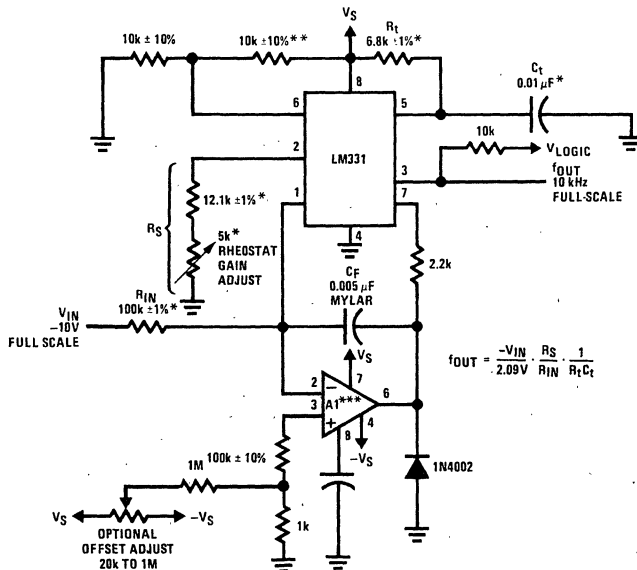 VS
10k ± 10%
10k ±10%**
Rt
6.8k ±1%*
Ct
0.01 μF*
8
6
5
LM331
2
10k
VLOGIC
3
fOUT
10 kHz
FULL-SCALE
1
7
4
RS
12.1k ±1%*
5k*
RHEOSTAT
GAIN
ADJUST
2.2k
CF
0.005 μF
MYLAR
VIN
–10V
FULL SCALE
RIN
100k ±1%*
VS
fOUT = –VIN/2.09V · RS/RIN · 1/RtCt
2
–
7
A1***
6
3
+
4
8
–VS
100k ± 10%
1M
1N4002
VS
–VS
1k
OPTIONAL
OFFSET ADJUST
20k TO 1M